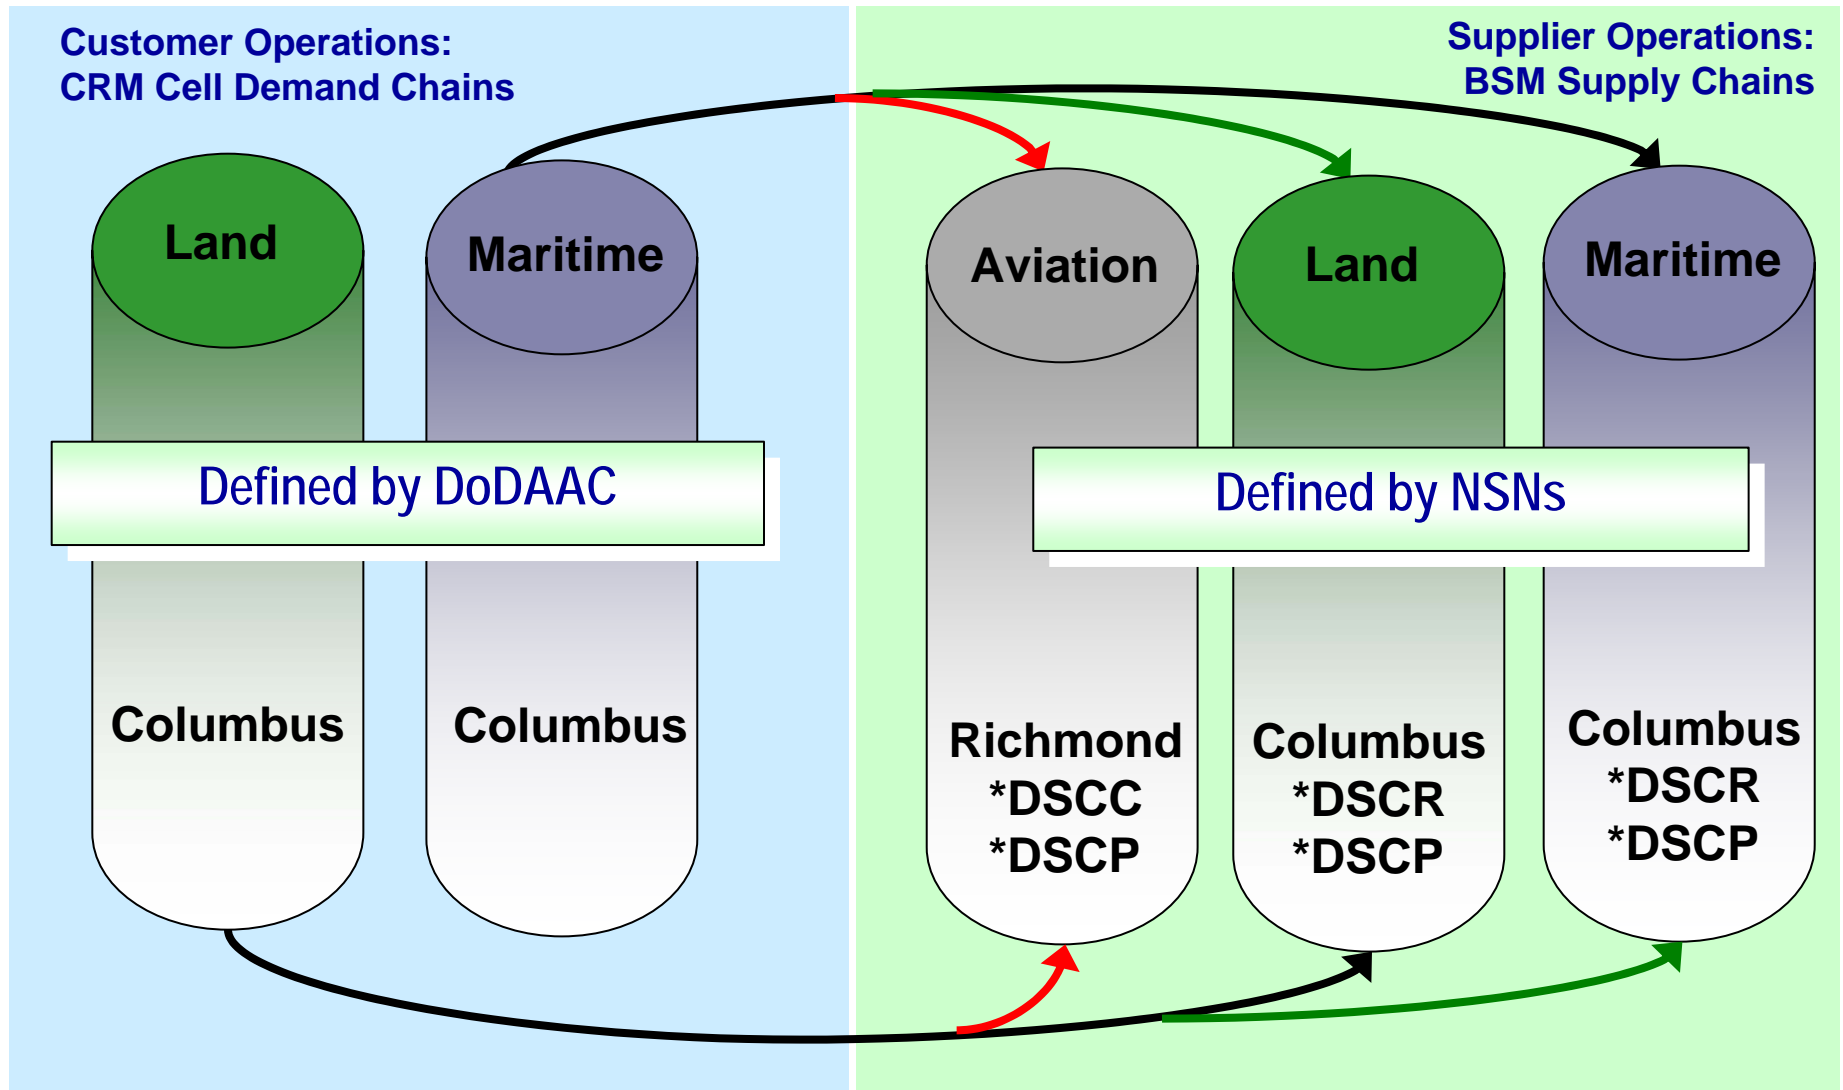 Customer Operations:
CRM Cell Demand Chains
Supplier Operations:
BSM Supply Chains
Land
Maritime
Aviation
Land
Maritime
Defined by DoDAAC
Defined by NSNs
Columbus
Columbus
Richmond
*DSCC
*DSCP
Columbus
*DSCR
*DSCP
Columbus
*DSCR
*DSCP